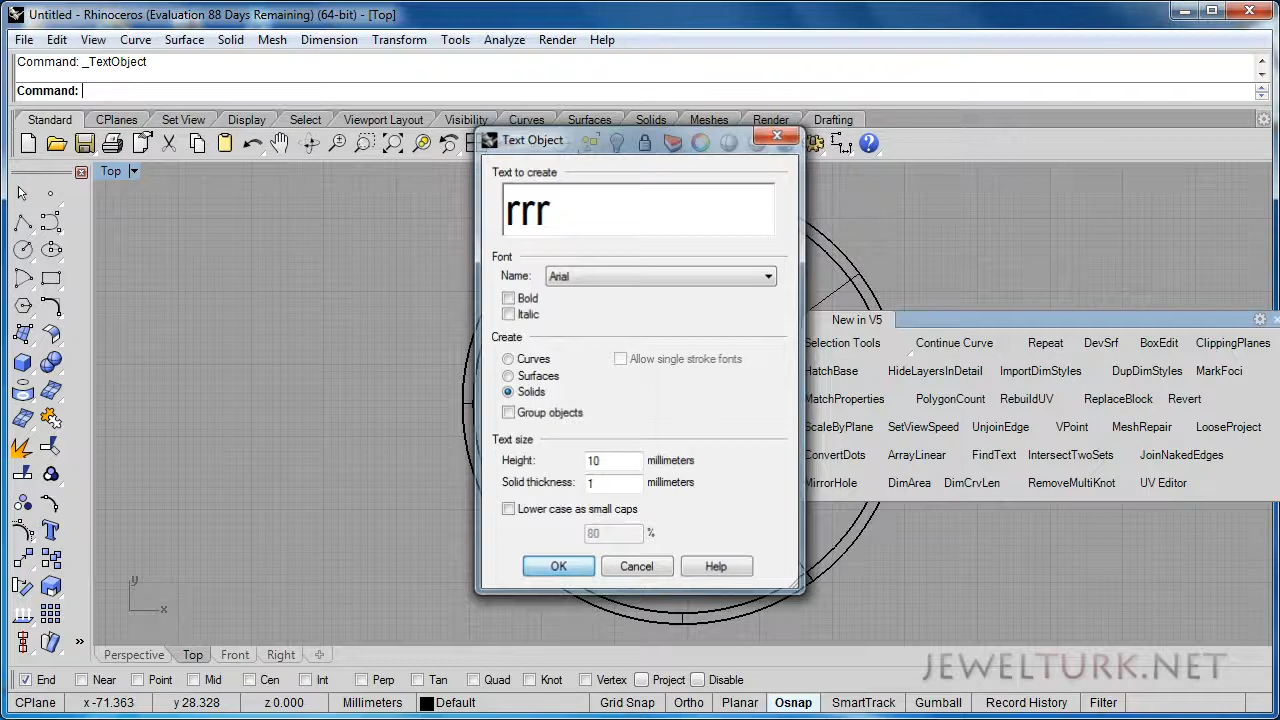 Untitled - Rhinoceros (Evaluation 88 Days Remaining) (64-bit) - [Top]
File Edit View Curve Surface Solid Mesh Dimension Transform Tools Analyze Render Help
Command: _TextObject
Command:
Standard CPlanes Set View Display Select Viewport Layout Visibility Curves Surfaces Solids Meshes Render Drafting
Text Object
Top
Text to create
rrr
Font
Name: Arial
Bold
Italic
Create
Curves Allow single stroke fonts
Surfaces
Solids
Group objects
Text size
Height: 10 millimeters
Solid thickness: 1 millimeters
Lower case as small caps
80 %
OK Cancel Help
New in V5
Selection Tools Continue Curve Repeat DevSrf BoxEdit ClippingPlanes
HatchBase HideLayersInDetail ImportDimStyles DupDimStyles MarkFoci
MatchProperties PolygonCount RebuildUV ReplaceBlock Revert
ScaleByPlane SetViewSpeed UnjoinEdge VPoint MeshRepair LooseProject
ConvertDots ArrayLinear FindText IntersectTwoSets JoinNakedEdges
MirrorHole DimArea DimCrvLen RemoveMultiKnot UV Editor
y
x
Perspective Top Front Right
JEWELTURK.NET
End Near Point Mid Cen Int Perp Tan Quad Knot Vertex Project Disable
CPlane x -71.363 y 28.328 z 0.000 Millimeters Default Grid Snap Ortho Planar Osnap SmartTrack Gumball Record History Filter